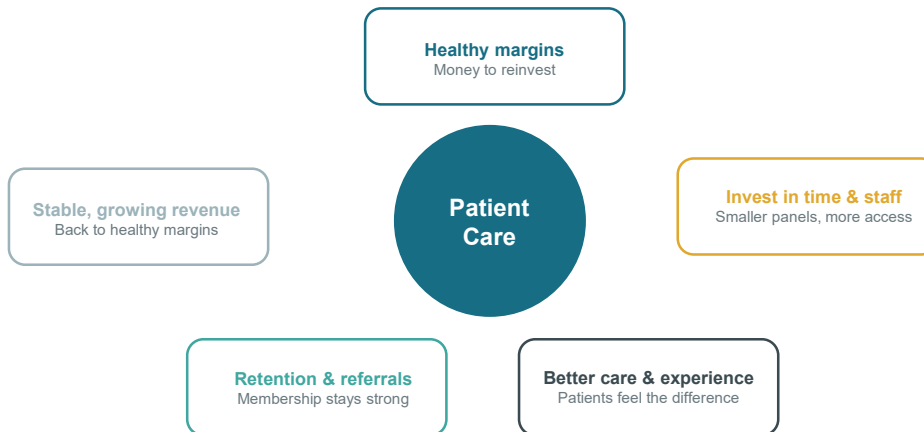 Healthy margins
Money to reinvest
Patient
Care
Stable, growing revenue
Back to healthy margins
Invest in time & staff
Smaller panels, more access
Retention & referrals
Membership stays strong
Better care & experience
Patients feel the difference